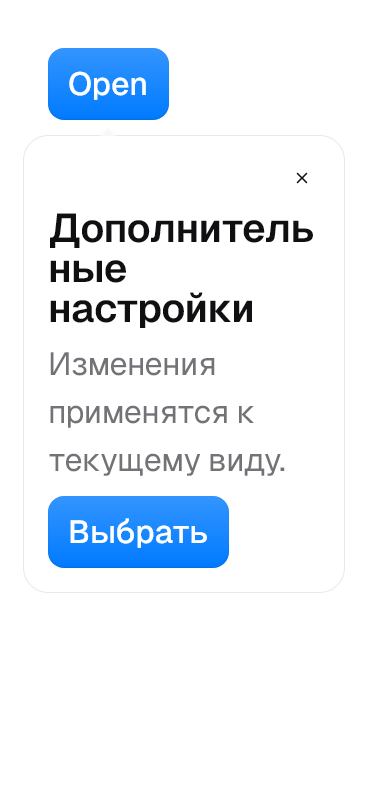 Open
Дополнитель
ные
настройки
Изменения
применятся к
текущему виду.
Выбрать